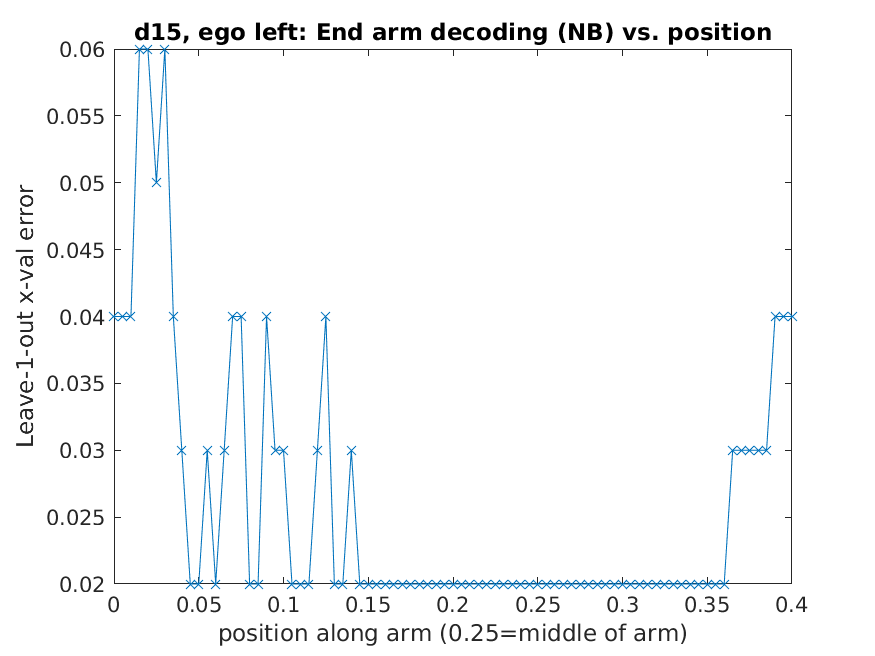 d15, ego left: End arm decoding (NB) vs. position
Leave-1-out x-val error
0.06
0.055
0.05
0.045
0.04
0.035
0.03
0.025
0.02
0 0.05 0.1 0.15 0.2 0.25 0.3 0.35 0.4
position along arm (0.25=middle of arm)